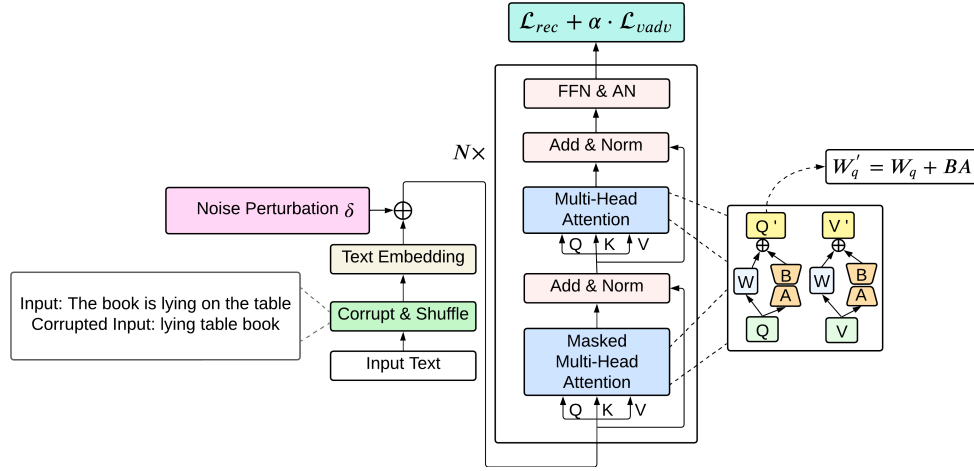 ℒ_rec + α · ℒ_vadv
FFN & AN
Add & Norm
N×
Multi-Head
Attention
Q K V
Add & Norm
Masked
Multi-Head
Attention
Q K V
Noise Perturbation δ
Text Embedding
Corrupt & Shuffle
Input Text
Input: The book is lying on the table
Corrupted Input: lying table book
W'_q = W_q + BA
Q ' V '
W B W B
A A
Q V